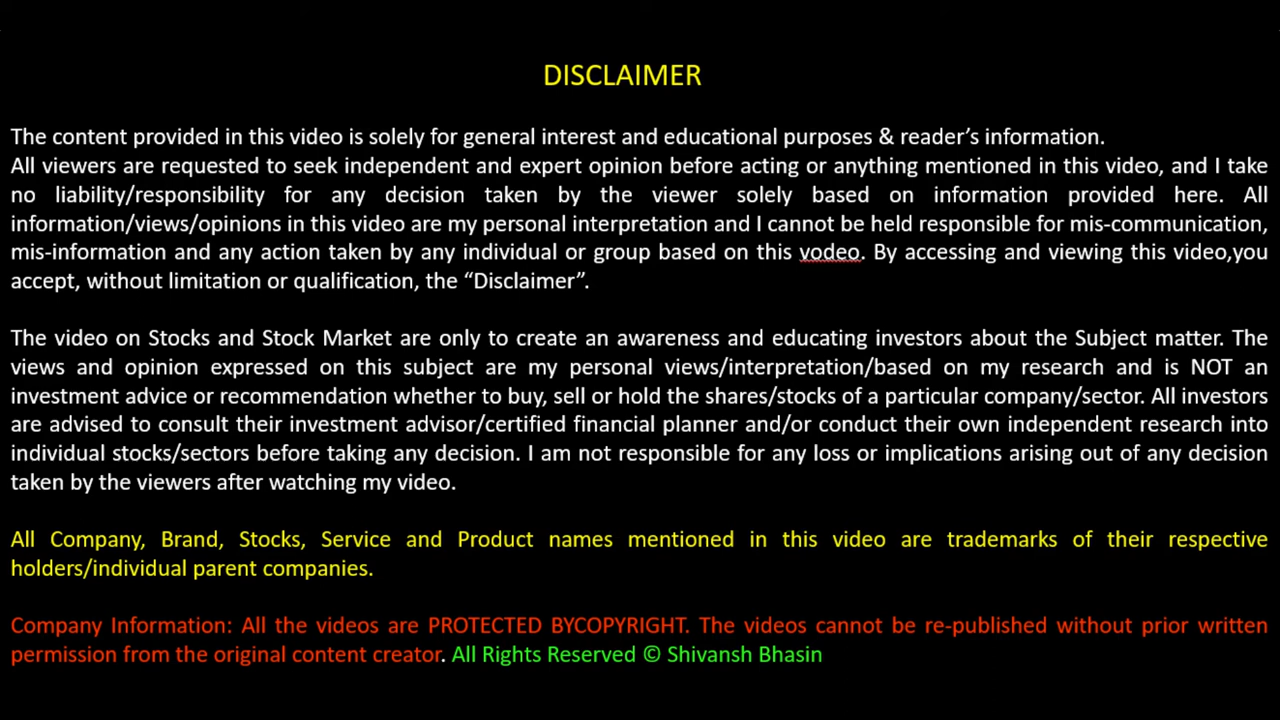 DISCLAIMER
The content provided in this video is solely for general interest and educational purposes & reader's information.
All viewers are requested to seek independent and expert opinion before acting or anything mentioned in this video, and I take
no liability/responsibility for any decision taken by the viewer solely based on information provided here. All
information/views/opinions in this video are my personal interpretation and I cannot be held responsible for mis-communication,
mis-information and any action taken by any individual or group based on this vodeo. By accessing and viewing this video,you
accept, without limitation or qualification, the “Disclaimer”.
The video on Stocks and Stock Market are only to create an awareness and educating investors about the Subject matter. The
views and opinion expressed on this subject are my personal views/interpretation/based on my research and is NOT an
investment advice or recommendation whether to buy, sell or hold the shares/stocks of a particular company/sector. All investors
are advised to consult their investment advisor/certified financial planner and/or conduct their own independent research into
individual stocks/sectors before taking any decision. I am not responsible for any loss or implications arising out of any decision
taken by the viewers after watching my video.
All Company, Brand, Stocks, Service and Product names mentioned in this video are trademarks of their respective
holders/individual parent companies.
Company Information: All the videos are PROTECTED BYCOPYRIGHT. The videos cannot be re-published without prior written
permission from the original content creator. All Rights Reserved © Shivansh Bhasin